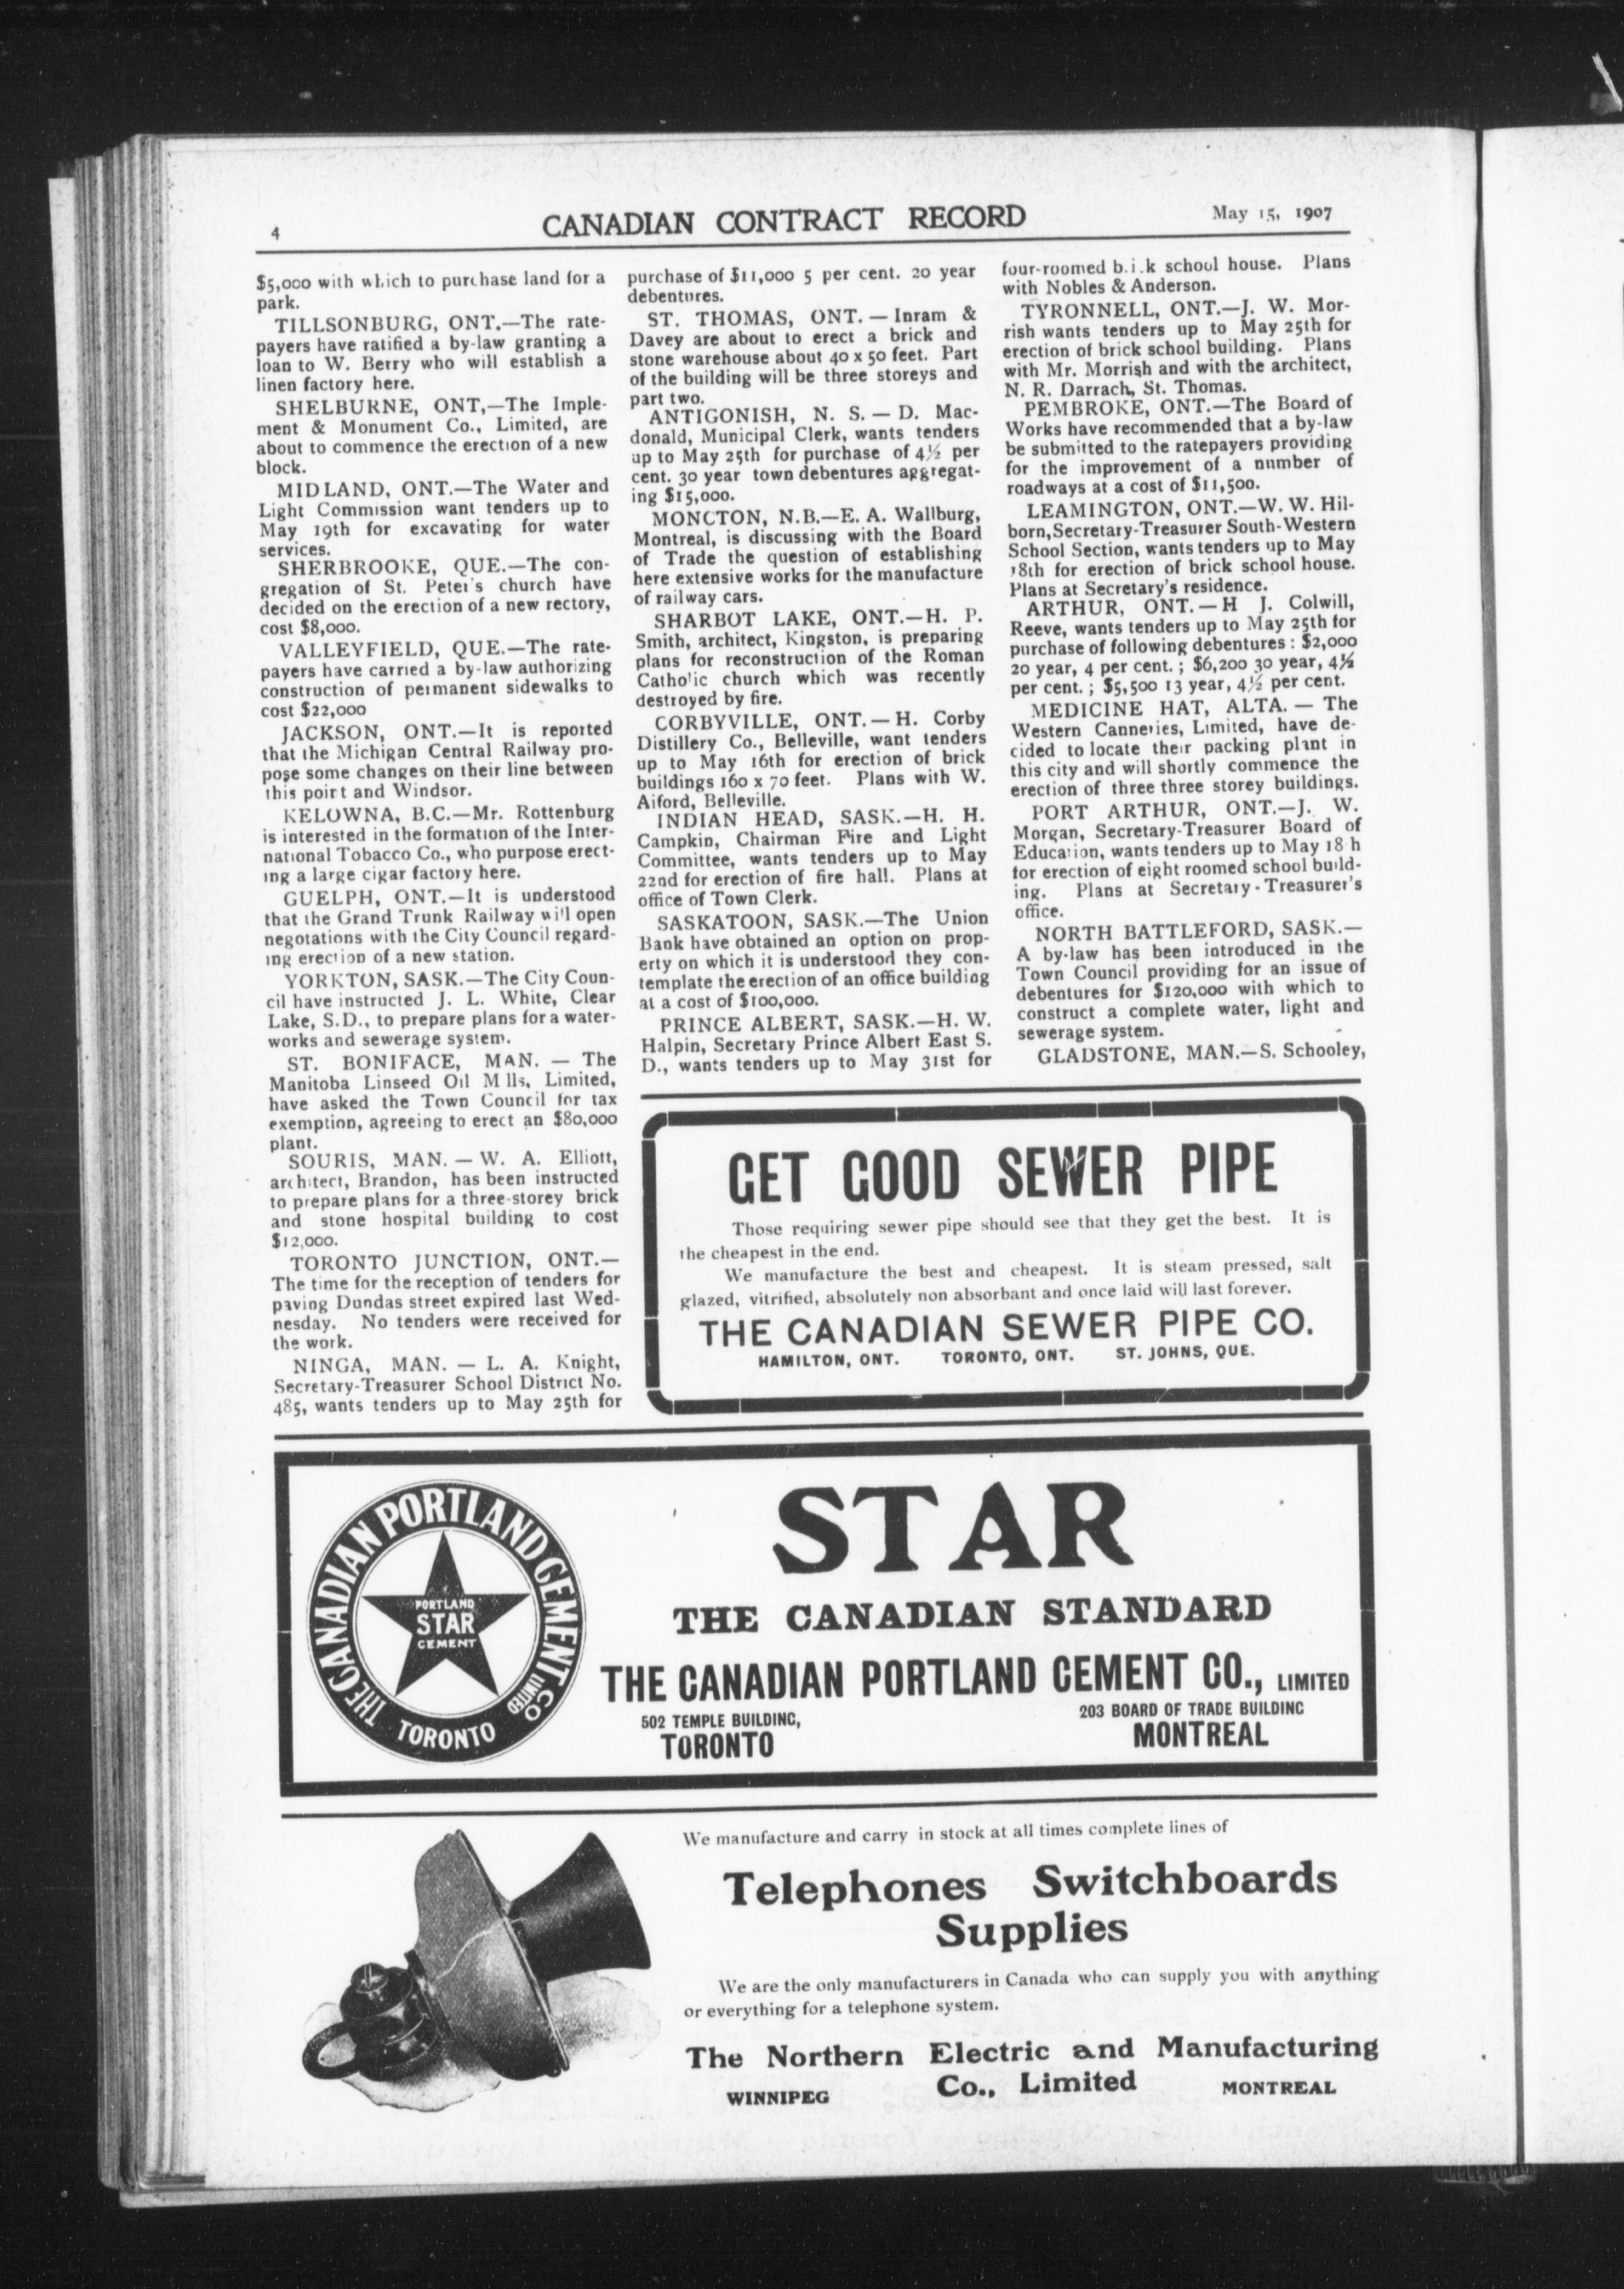 4
CANADIAN CONTRACT RECORD
May 15, 1907
$5,000 with which to purchase land for a
park.
TILLSONBURG, ONT.—The rate-
payers have ratified a by-law granting a
loan to W. Berry who will establish a
linen factory here.
SHELBURNE, ONT,—The Imple-
ment & Monument Co., Limited, are
about to commence the erection of a new
block.
MIDLAND, ONT.—The Water and
Light Commission want tenders up to
May 19th for excavating for water
services.
SHERBROOKE, QUE.—The con-
gregation of St. Peter's church have
decided on the erection of a new rectory,
cost $8,000.
VALLEYFIELD, QUE.—The rate-
payers have carried a by-law authorizing
construction of permanent sidewalks to
cost $22,000
JACKSON, ONT.—It is reported
that the Michigan Central Railway pro-
pose some changes on their line between
this point and Windsor.
KELOWNA, B.C.—Mr. Rottenburg
is interested in the formation of the Inter-
national Tobacco Co., who purpose erect-
ing a large cigar factory here.
GUELPH, ONT.—It is understood
that the Grand Trunk Railway will open
negotations with the City Council regard-
ing erection of a new station.
YORKTON, SASK.—The City Coun-
cil have instructed J. L. White, Clear
Lake, S.D., to prepare plans for a water-
works and sewerage system.
ST. BONIFACE, MAN. — The
Manitoba Linseed Oil M lls, Limited,
have asked the Town Council for tax
exemption, agreeing to erect an $80,000
plant.
SOURIS, MAN. — W. A. Elliott,
architect, Brandon, has been instructed
to prepare plans for a three-storey brick
and stone hospital building to cost
$12,000.
TORONTO JUNCTION, ONT.—
The time for the reception of tenders for
paving Dundas street expired last Wed-
nesday. No tenders were received for
the work.
NINGA, MAN. — L. A. Knight,
Secretary-Treasurer School District No.
485, wants tenders up to May 25th for
purchase of $11,000 5 per cent. 20 year
debentures.
ST. THOMAS, ONT. — Inram &
Davey are about to erect a brick and
stone warehouse about 40 x 50 feet. Part
of the building will be three storeys and
part two.
ANTIGONISH, N. S. — D. Mac-
donald, Municipal Clerk, wants tenders
up to May 25th for purchase of 4½ per
cent. 30 year town debentures aggregat-
ing $15,000.
MONCTON, N.B.—E. A. Wallburg,
Montreal, is discussing with the Board
of Trade the question of establishing
here extensive works for the manufacture
of railway cars.
SHARBOT LAKE, ONT.—H. P.
Smith, architect, Kingston, is preparing
plans for reconstruction of the Roman
Catholic church which was recently
destroyed by fire.
CORBYVILLE, ONT. — H. Corby
Distillery Co., Belleville, want tenders
up to May 16th for erection of brick
buildings 160 x 70 feet. Plans with W.
Aiford, Belleville.
INDIAN HEAD, SASK.—H. H.
Campkin, Chairman Fire and Light
Committee, wants tenders up to May
22nd for erection of fire hall. Plans at
office of Town Clerk.
SASKATOON, SASK.—The Union
Bank have obtained an option on prop-
erty on which it is understood they con-
template the erection of an office building
at a cost of $100,000.
PRINCE ALBERT, SASK.—H. W.
Halpin, Secretary Prince Albert East S.
D., wants tenders up to May 31st for
four-roomed b.i.k school house. Plans
with Nobles & Anderson.
TYRONNELL, ONT.—J. W. Mor-
rish wants tenders up to May 25th for
erection of brick school building. Plans
with Mr. Morrish and with the architect,
N. R. Darrach, St. Thomas.
PEMBROKE, ONT.—The Board of
Works have recommended that a by-law
be submitted to the ratepayers providing
for the improvement of a number of
roadways at a cost of $11,500.
LEAMINGTON, ONT.—W. W. Hil-
born, Secretary-Treasurer South-Western
School Section, wants tenders up to May
18th for erection of brick school house.
Plans at Secretary's residence.
ARTHUR, ONT. — H J. Colwill,
Reeve, wants tenders up to May 25th for
purchase of following debentures : $2,000
20 year, 4 per cent. ; $6,200 30 year, 4½
per cent. ; $5,500 13 year, 4½ per cent.
MEDICINE HAT, ALTA. — The
Western Canneries, Limited, have de-
cided to locate their packing plant in
this city and will shortly commence the
erection of three three storey buildings.
PORT ARTHUR, ONT.—J. W.
Morgan, Secretary-Treasurer Board of
Education, wants tenders up to May 18 h
for erection of eight roomed school build-
ing. Plans at Secretary-Treasurer's
office.
NORTH BATTLEFORD, SASK.—
A by-law has been introduced in the
Town Council providing for an issue of
debentures for $120,000 with which to
construct a complete water, light and
sewerage system.
GLADSTONE, MAN.—S. Schooley,
GET GOOD SEWER PIPE
Those requiring sewer pipe should see that they get the best. It is
the cheapest in the end.
We manufacture the best and cheapest. It is steam pressed, salt
glazed, vitrified, absolutely non absorbant and once laid will last forever.
THE CANADIAN SEWER PIPE CO.
HAMILTON, ONT. TORONTO, ONT. ST. JOHNS, QUE.
THE CANADIAN PORTLAND CEMENT CO LIMITED
TORONTO
PORTLAND
STAR
CEMENT
STAR
THE CANADIAN STANDARD
THE CANADIAN PORTLAND CEMENT CO., LIMITED
502 TEMPLE BUILDING,
TORONTO
203 BOARD OF TRADE BUILDING
MONTREAL
We manufacture and carry in stock at all times complete lines of
Telephones Switchboards
Supplies
We are the only manufacturers in Canada who can supply you with anything
or everything for a telephone system.
The Northern Electric and Manufacturing
Co., Limited
WINNIPEG
MONTREAL